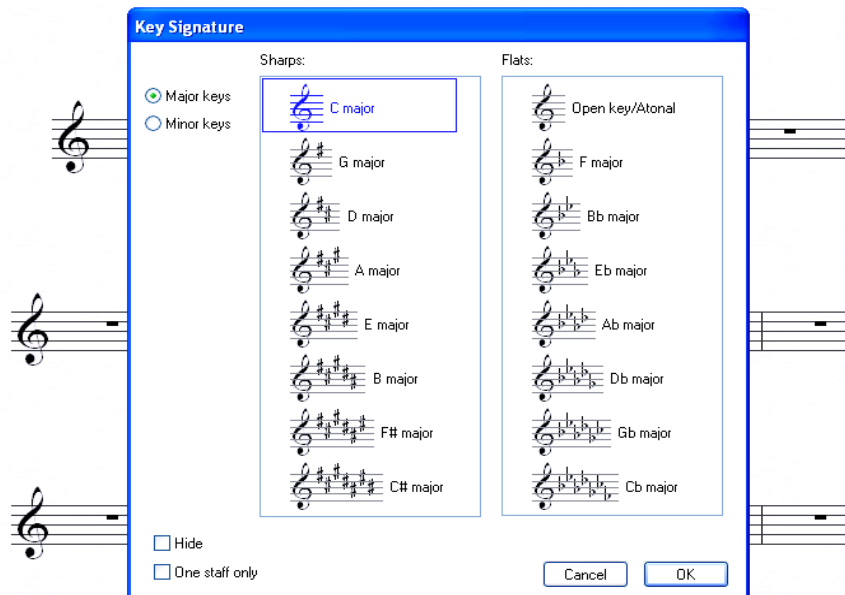 Key Signature
Sharps:
Flats:
Major keys
Minor keys
C major
G major
D major
A major
E major
B major
F# major
C# major
Open key/Atonal
F major
Bb major
Eb major
Ab major
Db major
Gb major
Cb major
Hide
One staff only
Cancel
OK